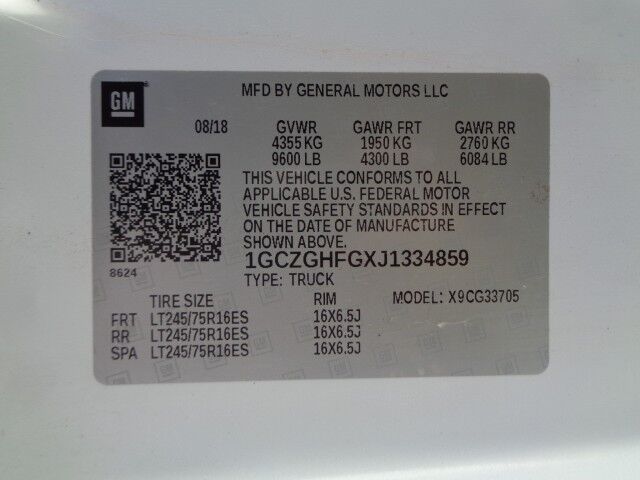 GM
MFD BY GENERAL MOTORS LLC
08/18 GVWR GAWR FRT GAWR RR
4355 KG 1950 KG 2760 KG
9600 LB 4300 LB 6084 LB
THIS VEHICLE CONFORMS TO ALL
APPLICABLE U.S. FEDERAL MOTOR
VEHICLE SAFETY STANDARDS IN EFFECT
ON THE DATE OF MANUFACTURE
SHOWN ABOVE.
8624
1GCZGHFGXJ1334859
TYPE: TRUCK
TIRE SIZE RIM MODEL: X9CG33705
FRT LT245/75R16ES 16X6.5J
RR LT245/75R16ES 16X6.5J
SPA LT245/75R16ES 16X6.5J